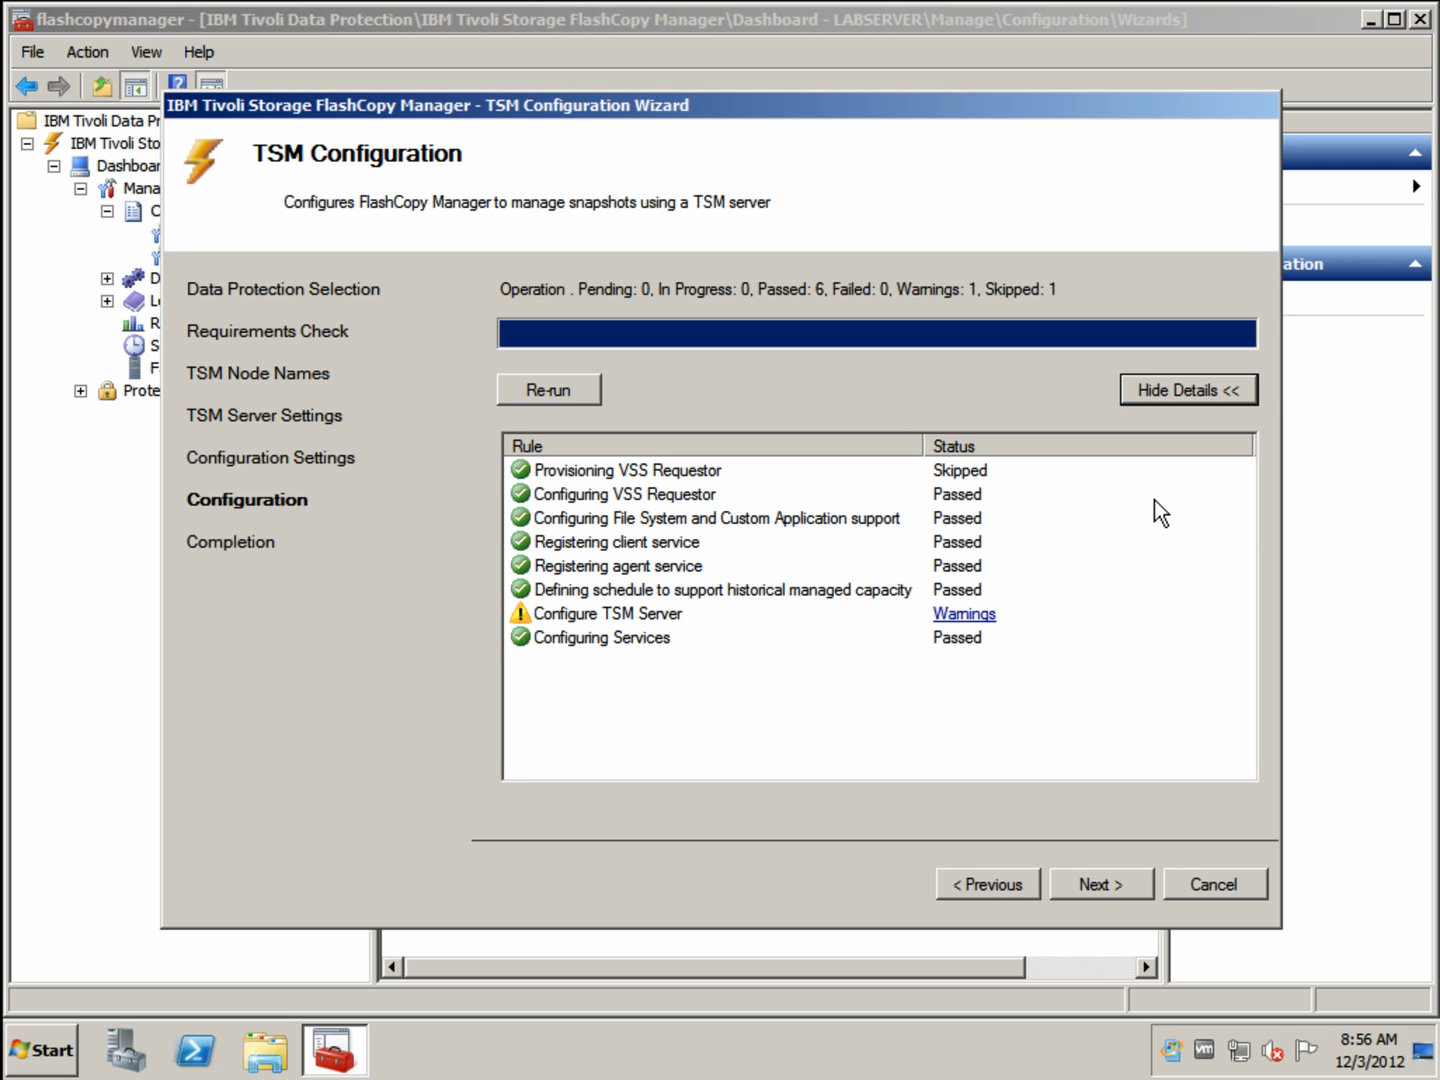 flashcopymanager - [IBM Tivoli Data Protection\IBM Tivoli Storage FlashCopy Manager\Dashboard - LABSERVER\Manage\Configuration\Wizards]
File Action View Help
IBM Tivoli Storage FlashCopy Manager - TSM Configuration Wizard
IBM Tivoli Data Pr
IBM Tivoli Sto
Dashboar
Mana
C
D
L
R
S
F
Prote
TSM Configuration
Configures FlashCopy Manager to manage snapshots using a TSM server
ation
Data Protection Selection
Requirements Check
TSM Node Names
TSM Server Settings
Configuration Settings
Configuration
Completion
Operation . Pending: 0, In Progress: 0, Passed: 6, Failed: 0, Warnings: 1, Skipped: 1
Re-run Hide Details <<
Rule Status
Provisioning VSS Requestor Skipped
Configuring VSS Requestor Passed
Configuring File System and Custom Application support Passed
Registering client service Passed
Registering agent service Passed
Defining schedule to support historical managed capacity Passed
Configure TSM Server Warnings
Configuring Services Passed
< Previous Next > Cancel
Start
vm
8:56 AM
12/3/2012